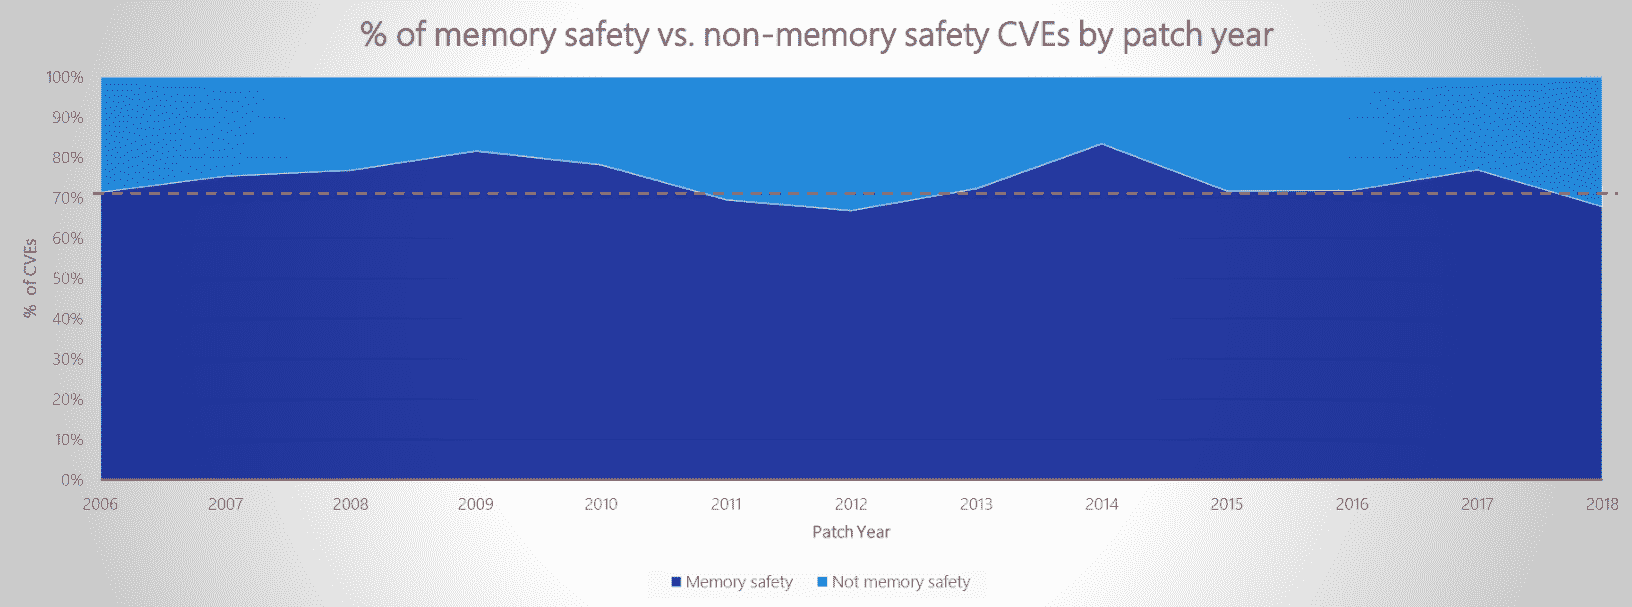 % of memory safety vs. non-memory safety CVEs by patch year
100%
90%
80%
70%
60%
50%
40%
30%
20%
10%
0%
% of CVEs
2006 2007 2008 2009 2010 2011 2012 2013 2014 2015 2016 2017 2018
Patch Year
Memory safety Not memory safety